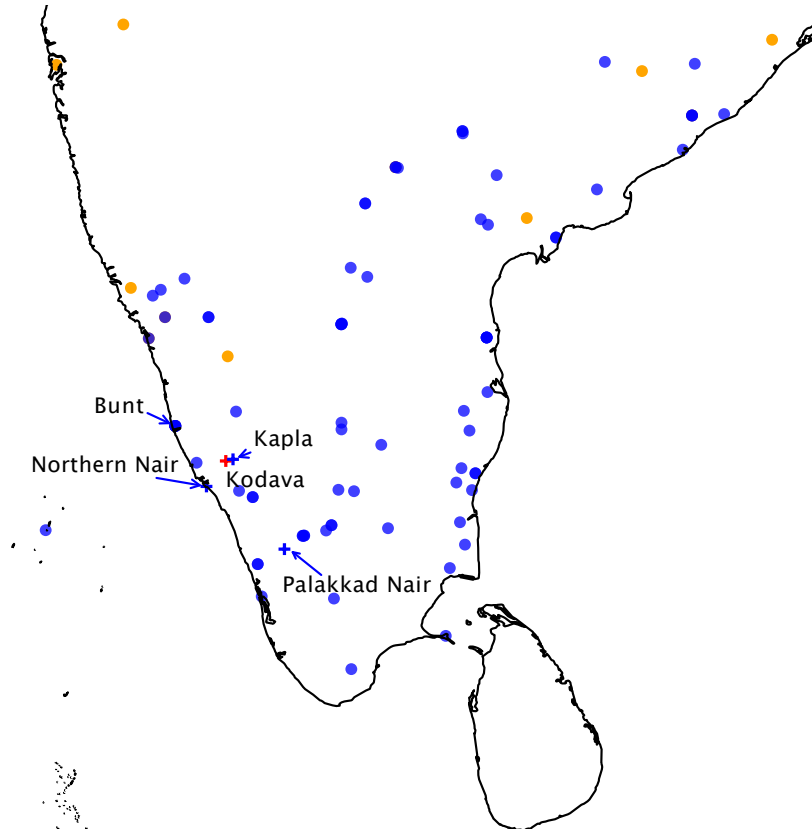 Bunt
Kapla
Northern Nair
Kodava
Palakkad Nair